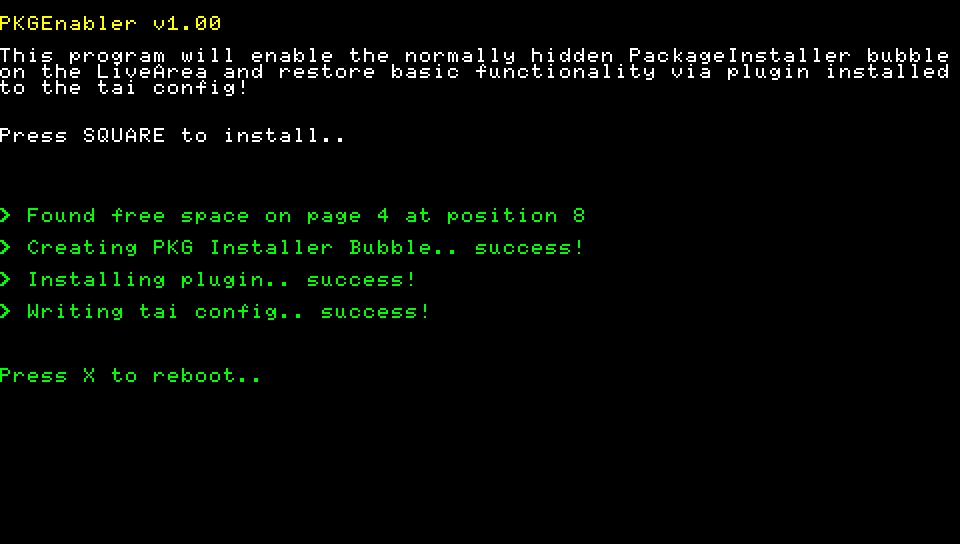 PKGEnabler v1.00
This program will enable the normally hidden PackageInstaller bubble
on the LiveArea and restore basic functionality via plugin installed
to the tai config!
Press SQUARE to install..
> Found free space on page 4 at position 8
> Creating PKG Installer Bubble.. success!
> Installing plugin.. success!
> Writing tai config.. success!
Press X to reboot..